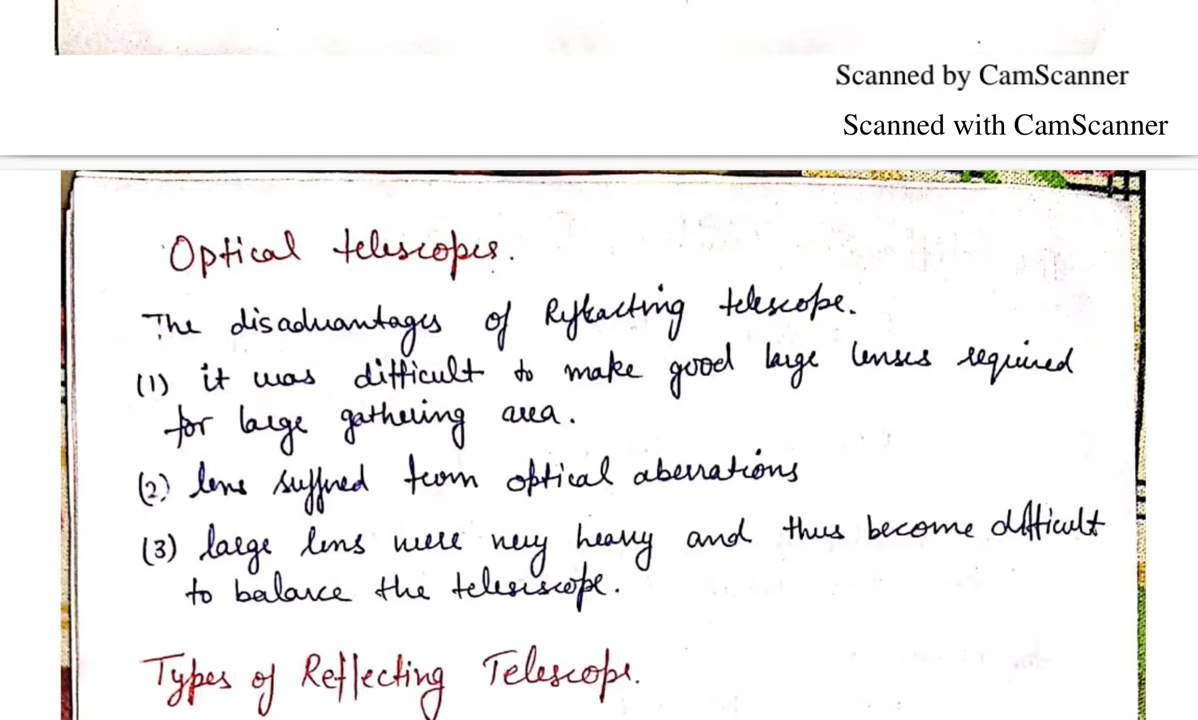 Scanned by CamScanner
Scanned with CamScanner
Optical telescopes.
The disadvantages of Refracting telescope.
(1) it was difficult to make good large lenses required
for large gathering area.
(2) lens suffered from optical aberrations
(3) large lens were very heavy and thus become difficult
to balance the telesiscope.
Types of Reflecting Telescope.